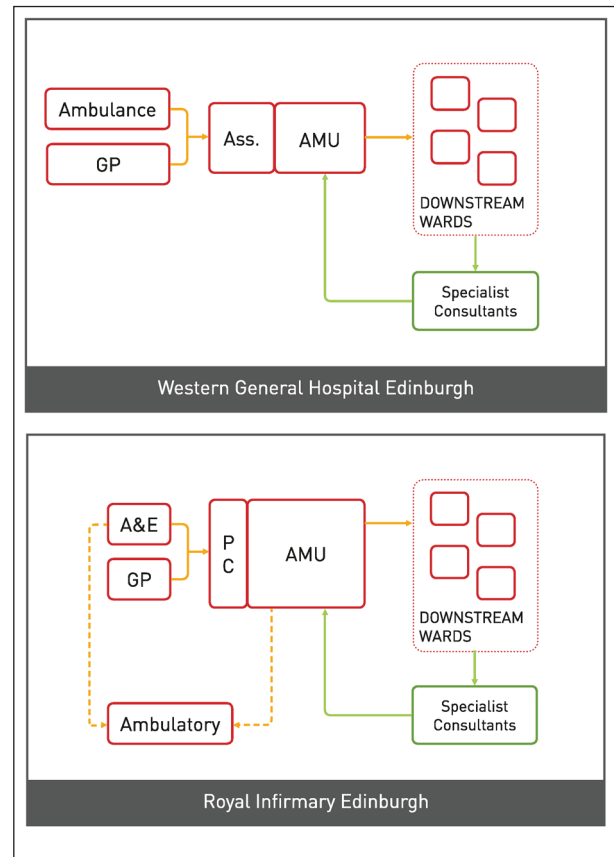 Ambulance
GP
Ass.
AMU
DOWNSTREAM
WARDS
Specialist
Consultants
Western General Hospital Edinburgh
A&E
GP
P
C
AMU
DOWNSTREAM
WARDS
Ambulatory
Specialist
Consultants
Royal Infirmary Edinburgh